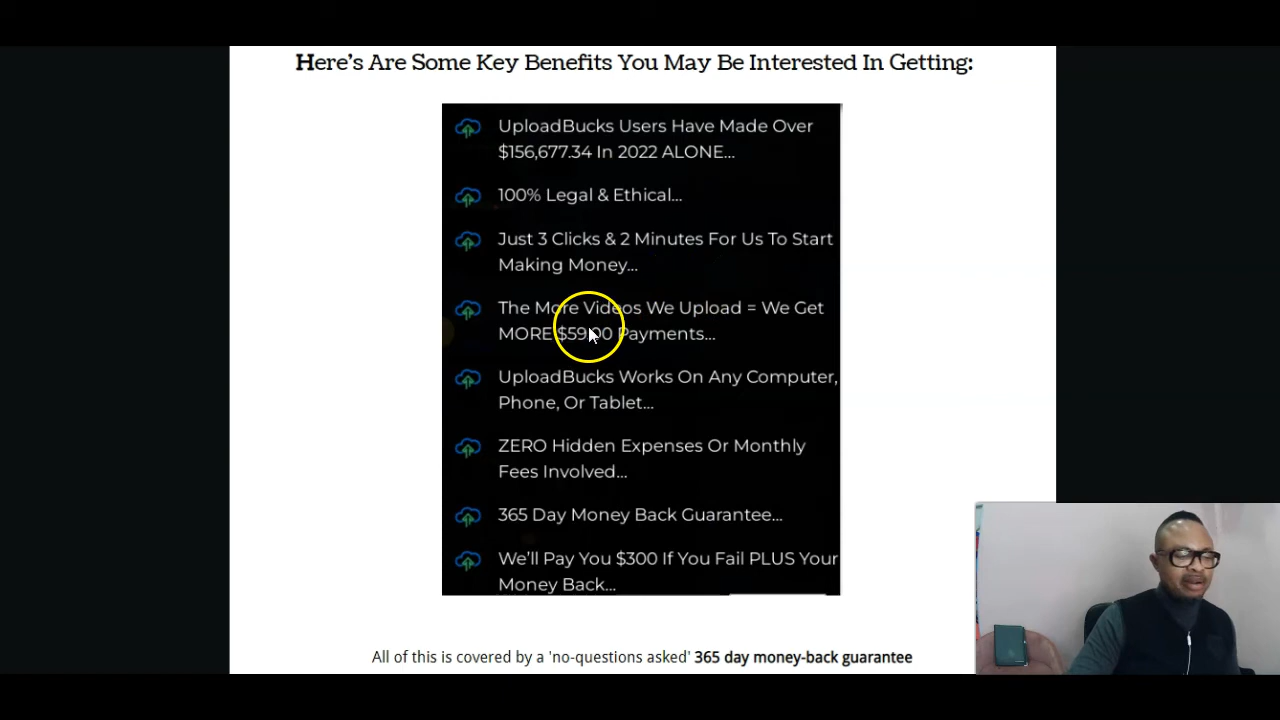 Here's Are Some Key Benefits You May Be Interested In Getting:
UploadBucks Users Have Made Over
$156,677.34 In 2022 ALONE...
100% Legal & Ethical...
Just 3 Clicks & 2 Minutes For Us To Start
Making Money...
The More Videos We Upload = We Get
MORE $59.00 Payments...
UploadBucks Works On Any Computer,
Phone, Or Tablet...
ZERO Hidden Expenses Or Monthly
Fees Involved...
365 Day Money Back Guarantee...
We'll Pay You $300 If You Fail PLUS Your
Money Back...
All of this is covered by a 'no-questions asked' 365 day money-back guarantee